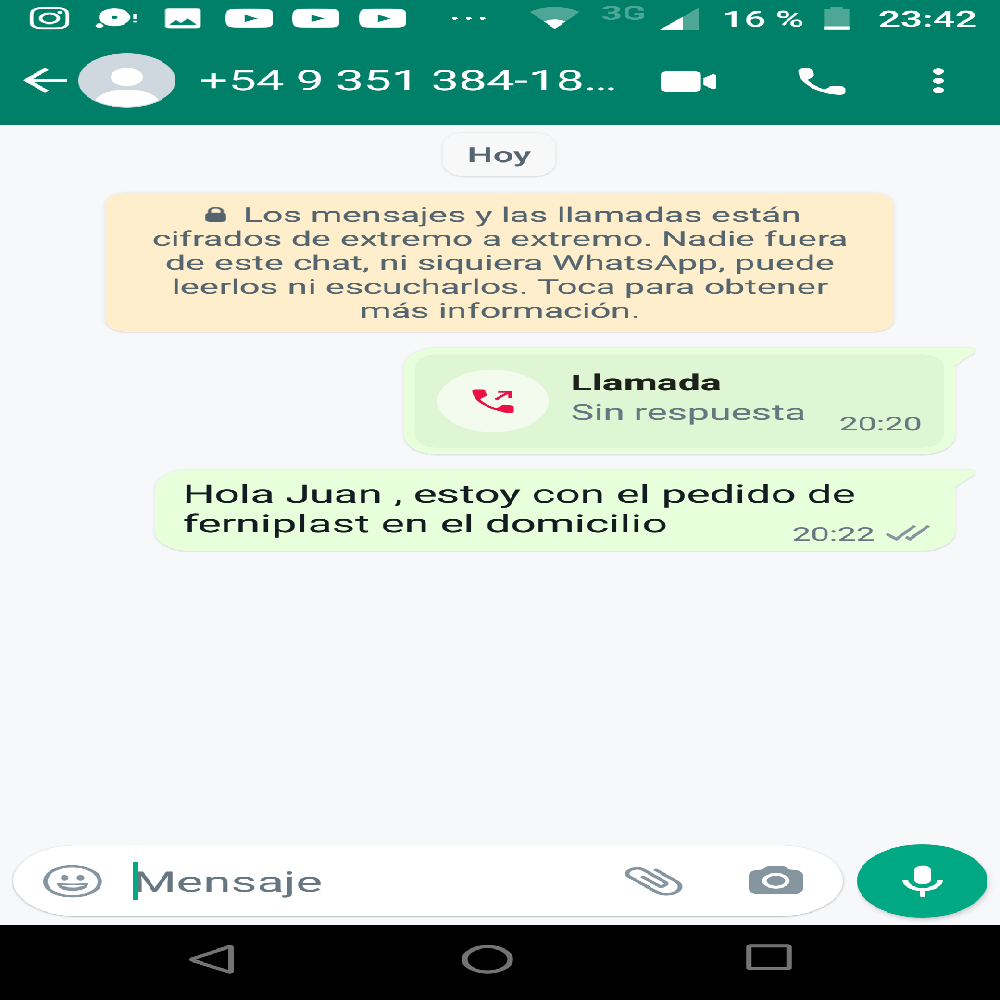 3G 16 % 23:42
+54 9 351 384-18...
Hoy
Los mensajes y las llamadas están
cifrados de extremo a extremo. Nadie fuera
de este chat, ni siquiera WhatsApp, puede
leerlos ni escucharlos. Toca para obtener
más información.
Llamada
Sin respuesta 20:20
Hola Juan , estoy con el pedido de
ferniplast en el domicilio
20:22
Mensaje